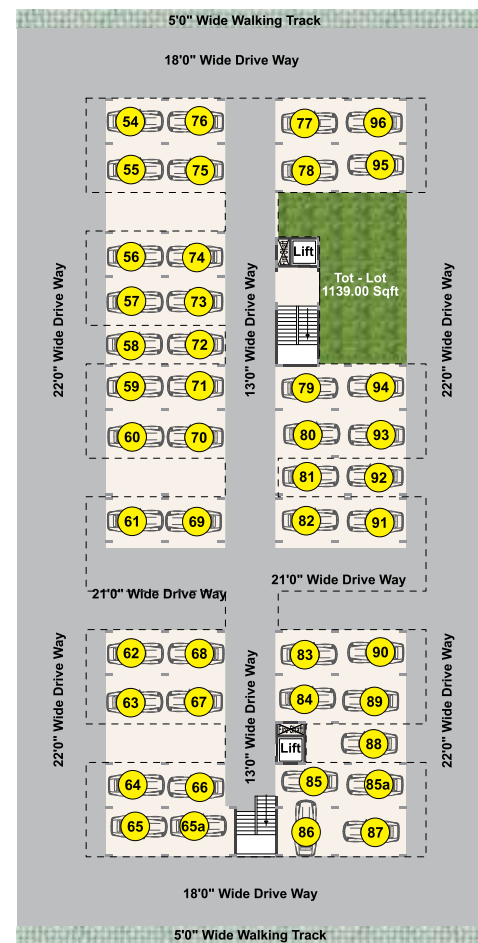 5'0" Wide Walking Track
18'0" Wide Drive Way
54 76 77 96
55 75 78 95
56 74 Lift
Tot - Lot
1139.00 Sqft
57 73
22'0" Wide Drive Way
13'0" Wide Drive Way
22'0" Wide Drive Way
58 72
59 71 79 94
60 70 80 93
81 92
61 69 82 91
21'0" Wide Drive Way
21'0" Wide Drive Way
62 68 83 90
63 67 84 89
22'0" Wide Drive Way
13'0" Wide Drive Way
22'0" Wide Drive Way
Lift 88
64 66 85 85a
65 65a 86 87
18'0" Wide Drive Way
5'0" Wide Walking Track